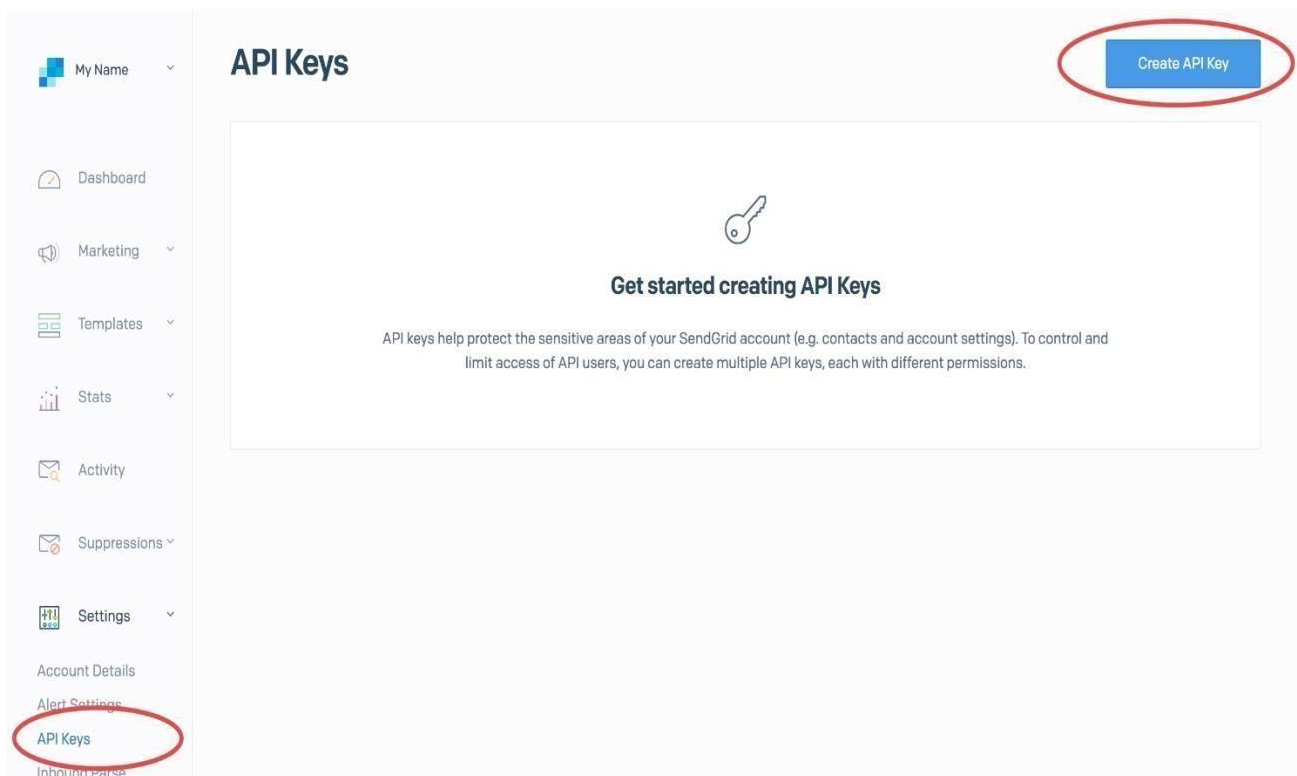 My Name
API Keys
Create API Key
Dashboard
Marketing
Templates
Stats
Activity
Suppressions
Settings
Account Details
Alert Settings
API Keys
Inbound Parse
Get started creating API Keys
API keys help protect the sensitive areas of your SendGrid account (e.g. contacts and account settings). To control and
limit access of API users, you can create multiple API keys, each with different permissions.